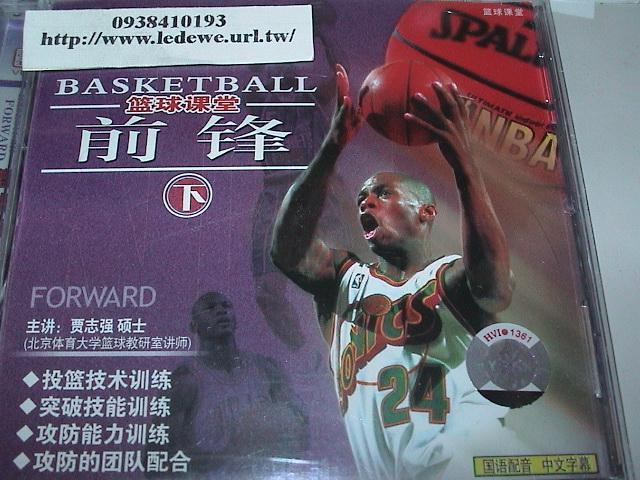 0938410193
http://www.ledewe.url.tw/
篮球课堂
SPAL
BASKETBALL
篮球课堂
前锋
下
NBA
FORWARD
FORWARD
主讲：贾志强 硕士
(北京体育大学篮球教研室讲师)
◆投篮技术训练
◆突破技能训练
◆攻防能力训练
◆攻防的团队配合
24
HVI 1361
国语配音 中文字幕